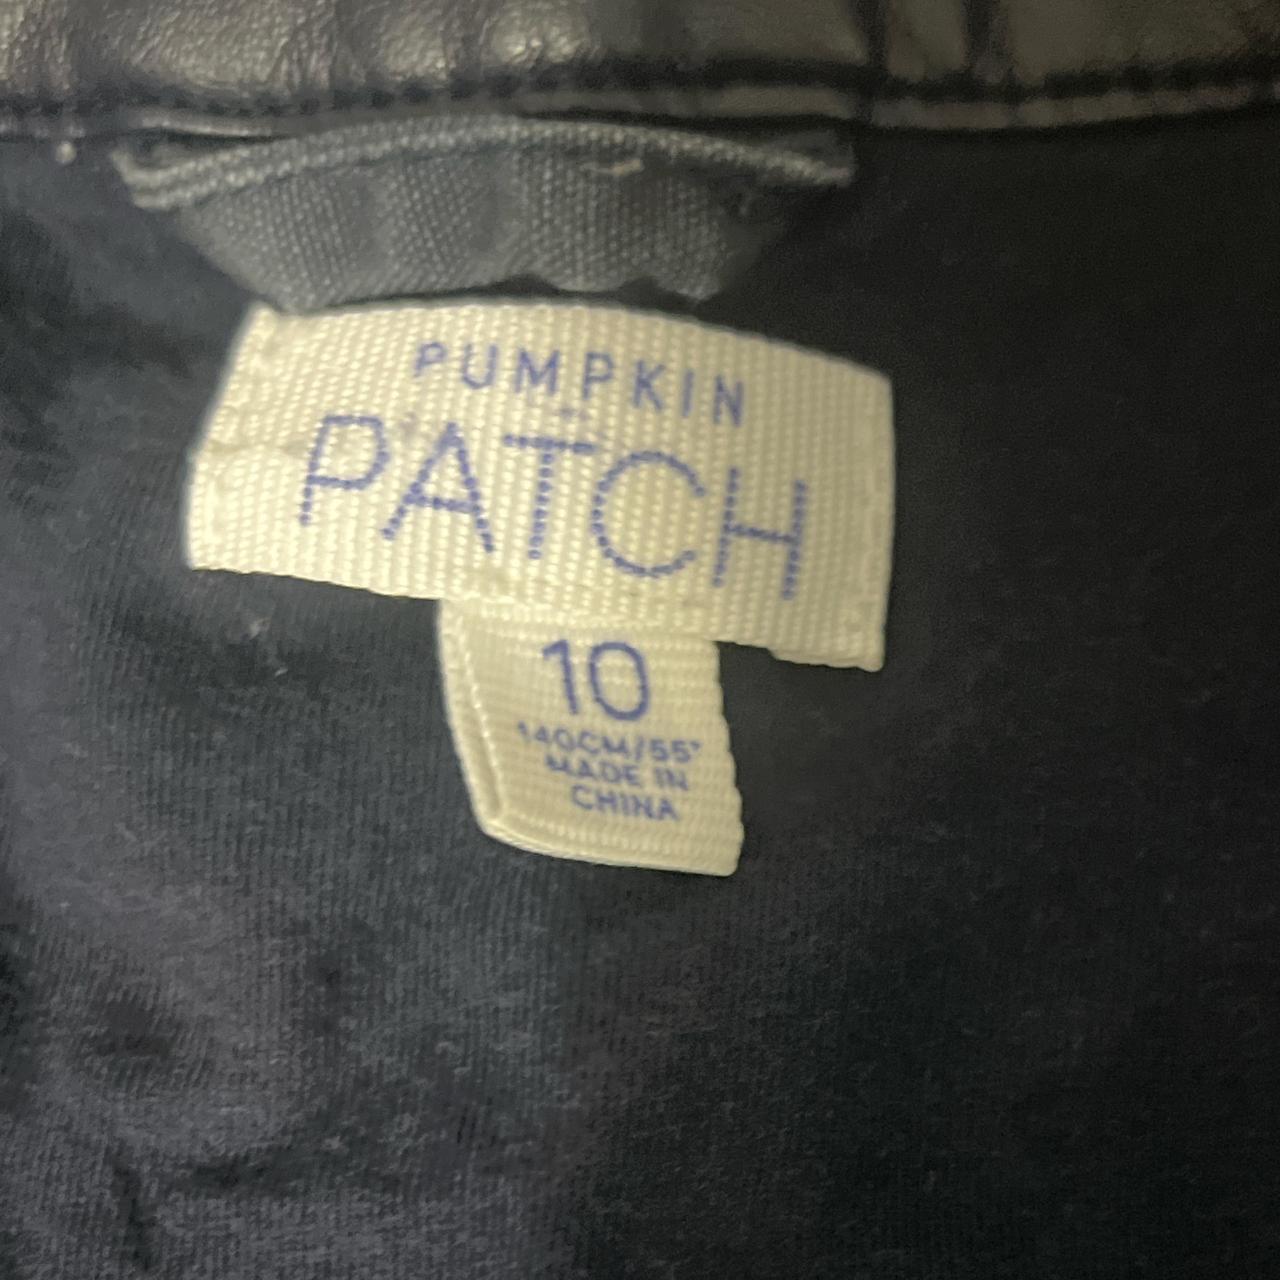 PUMPKIN
PATCH
10
140CM/55"
MADE IN
CHINA